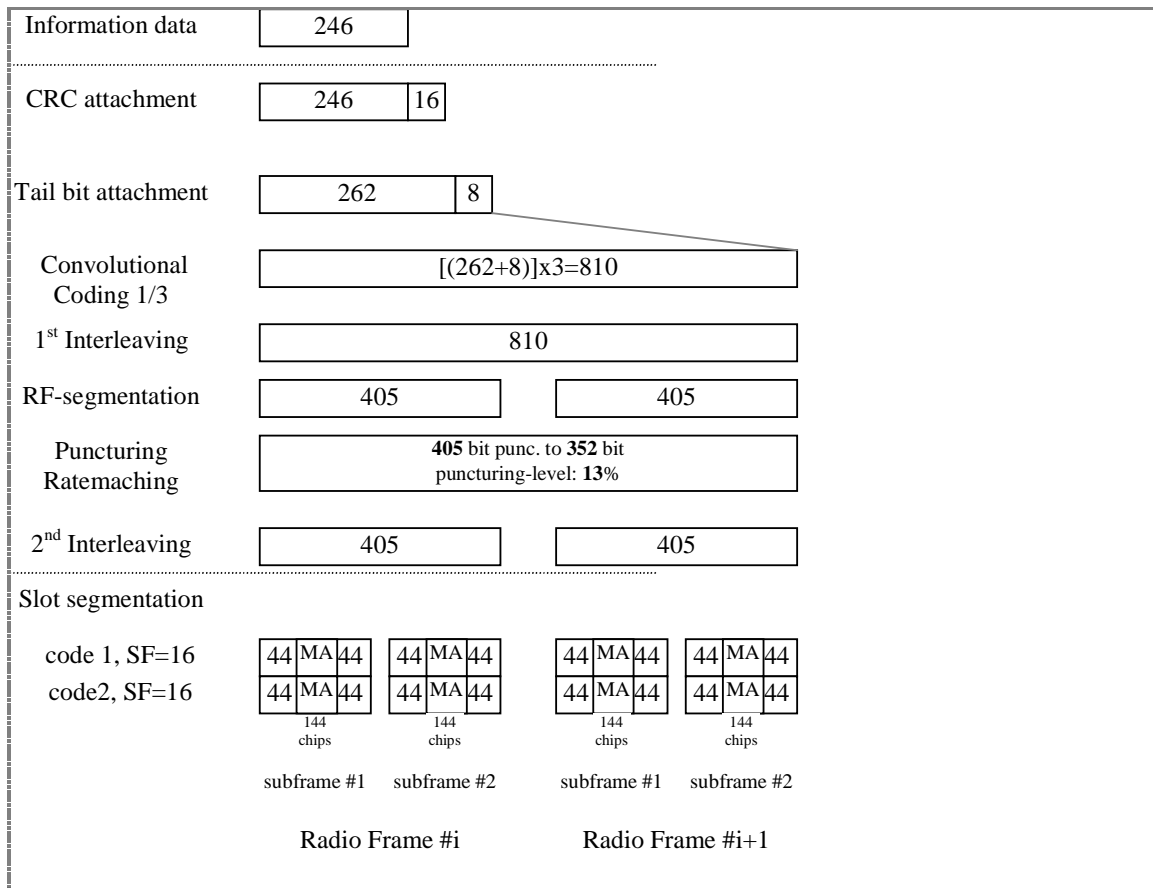 Information data 246
CRC attachment 246 16
Tail bit attachment 262 8
Convolutional
Coding 1/3
[(262+8)]x3=810
1st Interleaving 810
RF-segmentation 405 405
Puncturing
Ratemaching
405 bit punc. to 352 bit
puncturing-level: 13%
2nd Interleaving 405 405
Slot segmentation
code 1, SF=16 44 MA 44 44 MA 44 44 MA 44 44 MA 44
code2, SF=16 44 MA 44 44 MA 44 44 MA 44 44 MA 44
144 144 144 144
chips chips chips chips
subframe #1 subframe #2 subframe #1 subframe #2
Radio Frame #i Radio Frame #i+1